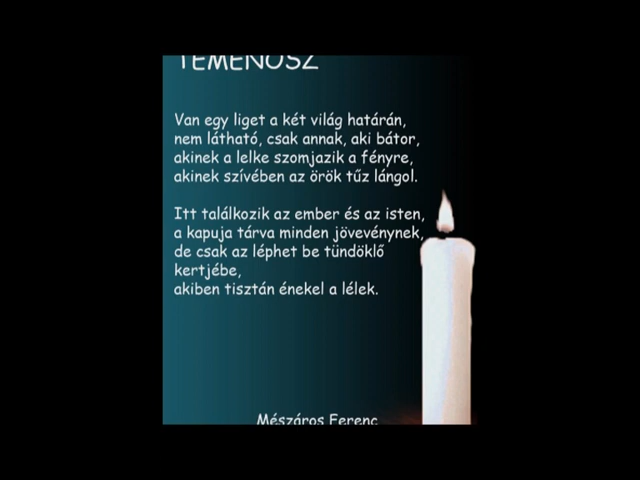 TEMENOSZ
Van egy liget a két világ határán,
nem látható, csak annak, aki bátor,
akinek a lelke szomjazik a fényre,
akinek szívében az örök tűz lángol.
Itt találkozik az ember és az isten,
a kapuja tárva minden jövevénynek,
de csak az léphet be tündöklő
kertjébe,
akiben tisztán énekel a lélek.
Mészáros Ferenc